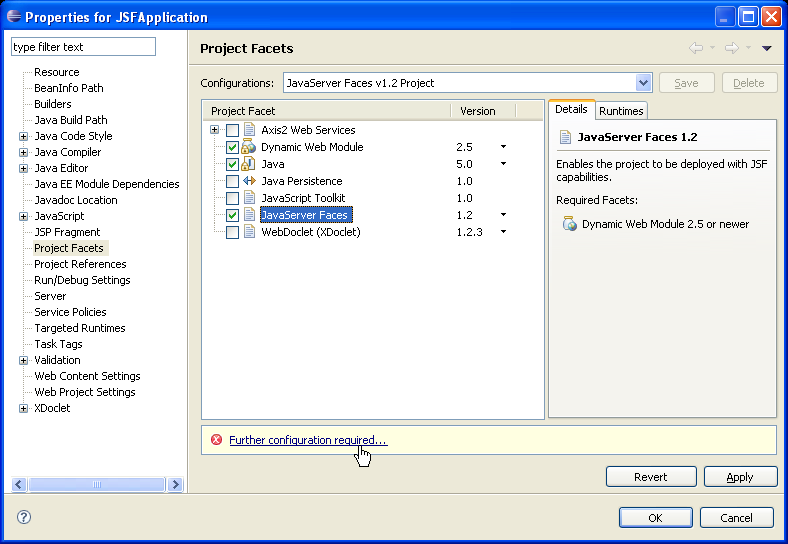 Properties for JSFApplication
type filter text
Resource
BeanInfo Path
Builders
Java Build Path
Java Code Style
Java Compiler
Java Editor
Java EE Module Dependencies
Javadoc Location
JavaScript
JSP Fragment
Project Facets
Project References
Run/Debug Settings
Server
Service Policies
Targeted Runtimes
Task Tags
Validation
Web Content Settings
Web Project Settings
XDoclet
Project Facets
Configurations: JavaServer Faces v1.2 Project Save Delete
Project Facet Version
Axis2 Web Services
Dynamic Web Module 2.5
Java 5.0
Java Persistence 1.0
JavaScript Toolkit 1.0
JavaServer Faces 1.2
WebDoclet (XDoclet) 1.2.3
Details Runtimes
JavaServer Faces 1.2
Enables the project to be deployed with JSF
capabilities.
Required Facets:
Dynamic Web Module 2.5 or newer
Further configuration required...
Revert Apply
OK Cancel